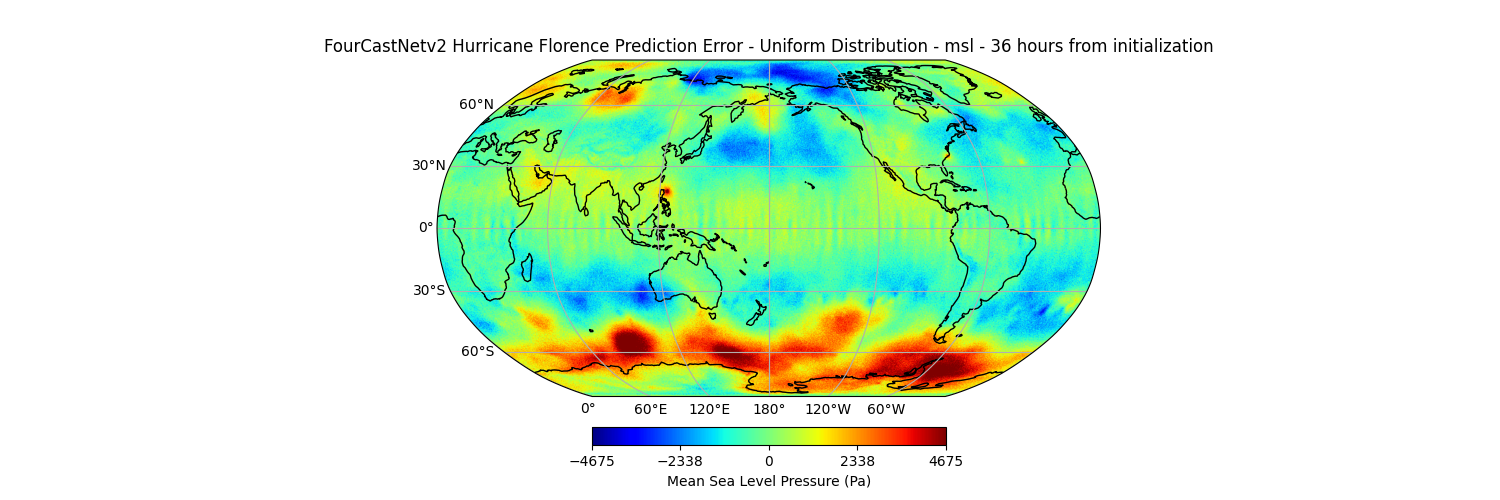 FourCastNetv2 Hurricane Florence Prediction Error - Uniform Distribution - msl - 36 hours from initialization
60°N
30°N
0°
30°S
60°S
0° 60°E 120°E 180° 120°W 60°W
−4675 −2338 0 2338 4675
Mean Sea Level Pressure (Pa)